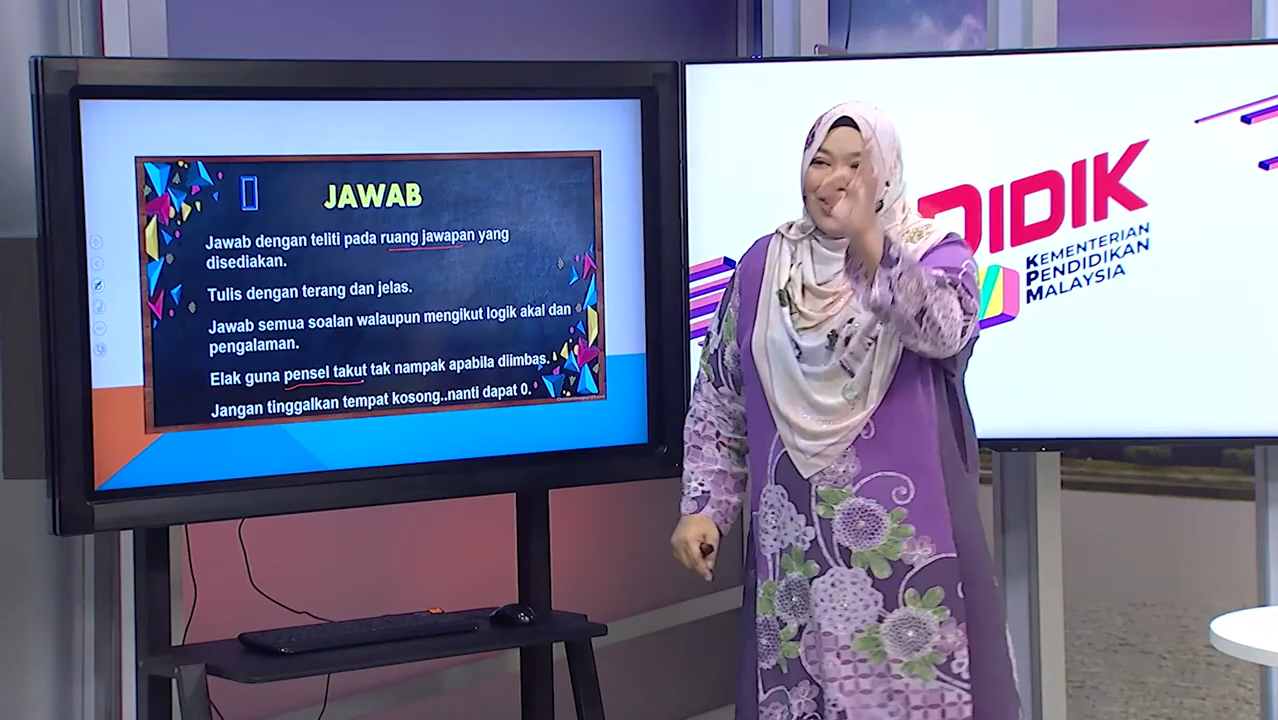 JAWAB
Jawab dengan teliti pada ruang jawapan yang
disediakan.
Tulis dengan terang dan jelas.
Jawab semua soalan walaupun mengikut logik akal dan
pengalaman.
Elak guna pensel takut tak nampak apabila diimbas.
Jangan tinggalkan tempat kosong..nanti dapat 0.
DIDIK
KEMENTERIAN
PENDIDIKAN
MALAYSIA